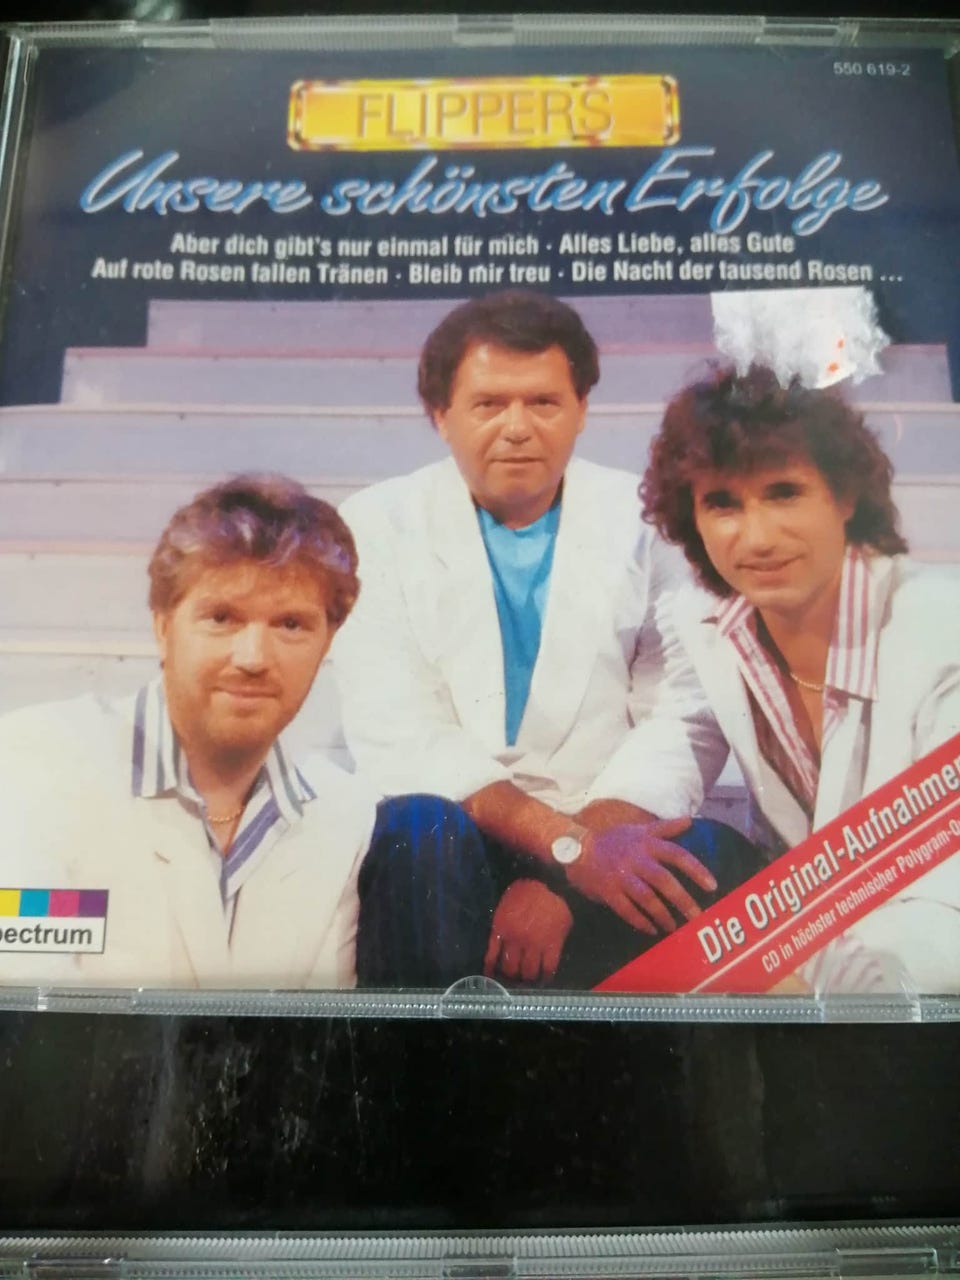 550 619-2
FLIPPERS
Unsere schönsten Erfolge
Aber dich gibt's nur einmal für mich · Alles Liebe, alles Gute
Auf rote Rosen fallen Tränen · Bleib mir treu · Die Nacht der tausend Rosen ...
Die Original-Aufnahmen
CD in höchster technischer Polygram-
pectrum